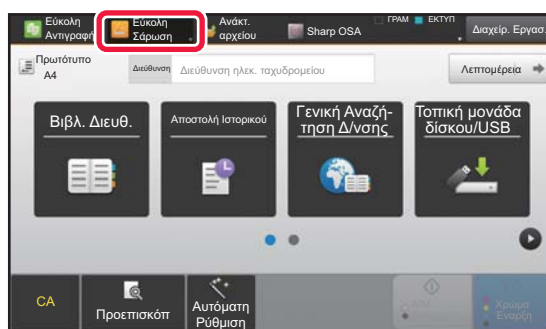 Εύκολη
Αντιγραφή
Εύκολη
Σάρωση
Ανάκτ.
αρχείου
Sharp OSA
ΓΡΑΜ
ΕΚΤΥΠ
Διαχείρ. Εργασ.
Πρωτότυπο
A4
Διεύθυνση
Διεύθυνση ηλεκ. ταχυδρομείου
Λεπτομέρεια
Βιβλ. Διευθ.
Αποστολή Ιστορικού
Γενική Αναζή-
τηση Δ/νσης
Τοπική μονάδα
δίσκου/USB
CA
Προεπισκόπ
Αυτόματη
Ρύθμιση
Χρώμα
Έναρξη